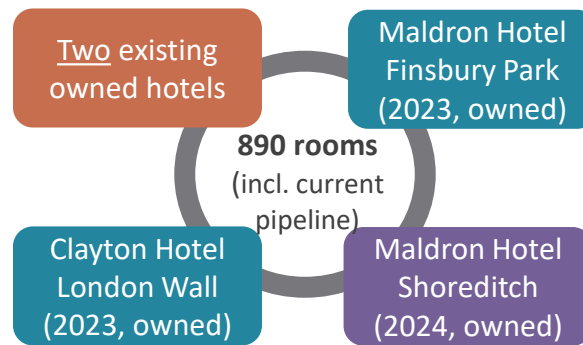 Two existing
owned hotels
Maldron Hotel
Finsbury Park
(2023, owned)
890 rooms
(incl. current
pipeline)
Clayton Hotel
London Wall
(2023, owned)
Maldron Hotel
Shoreditch
(2024, owned)